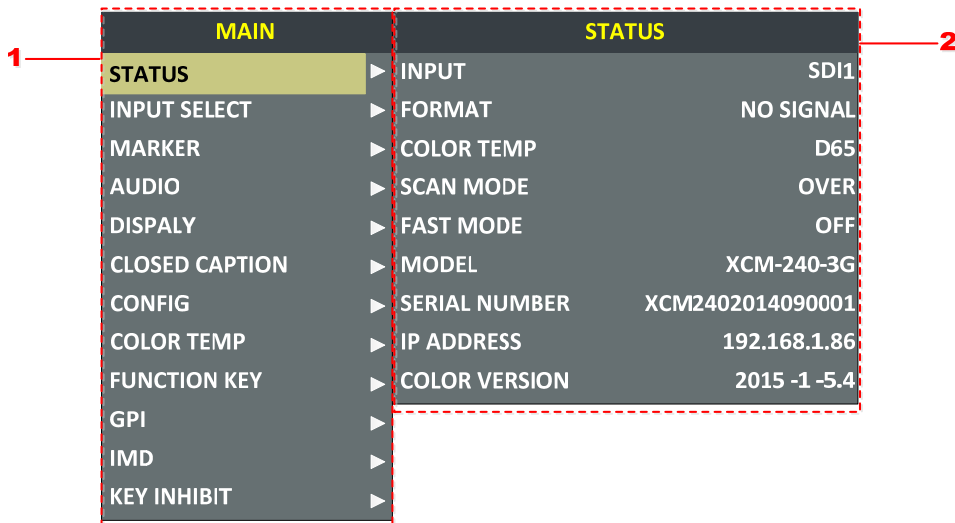 1
MAIN
STATUS
INPUT SELECT
MARKER
AUDIO
DISPALY
CLOSED CAPTION
CONFIG
COLOR TEMP
FUNCTION KEY
GPI
IMD
KEY INHIBIT
2
STATUS
INPUT SDI1
FORMAT NO SIGNAL
COLOR TEMP D65
SCAN MODE OVER
FAST MODE OFF
MODEL XCM-240-3G
SERIAL NUMBER XCM2402014090001
IP ADDRESS 192.168.1.86
COLOR VERSION 2015 -1 -5.4